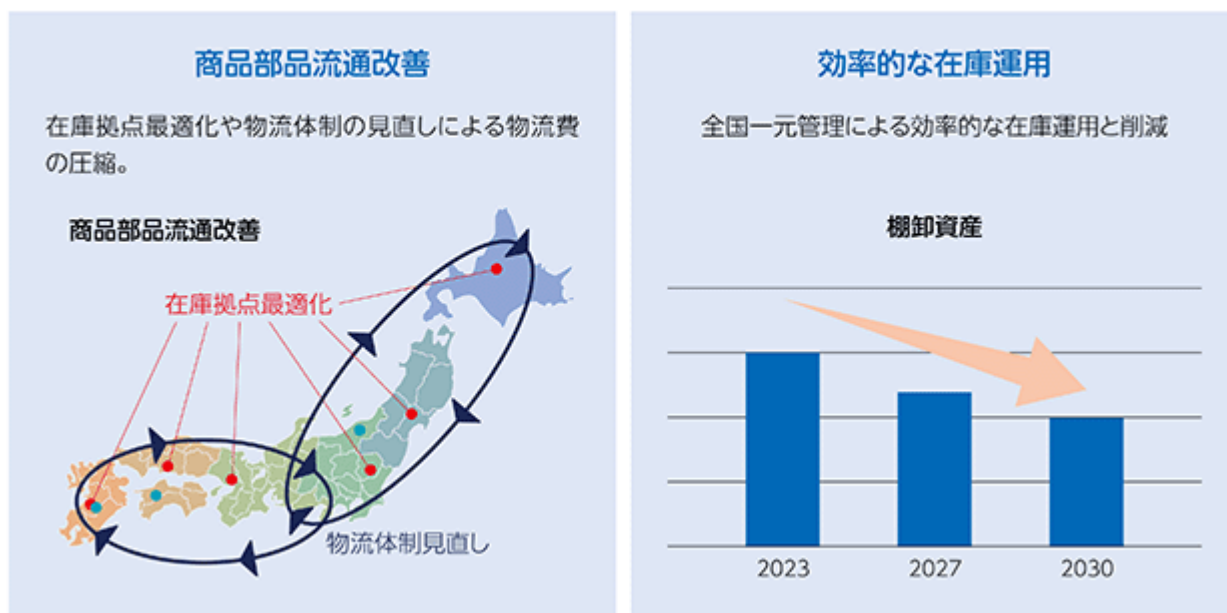 商品部品流通改善
在庫拠点最適化や物流体制の見直しによる物流費
の圧縮。
商品部品流通改善
在庫拠点最適化
物流体制見直し
効率的な在庫運用
全国一元管理による効率的な在庫運用と削減
棚卸資産
2023
2027
2030